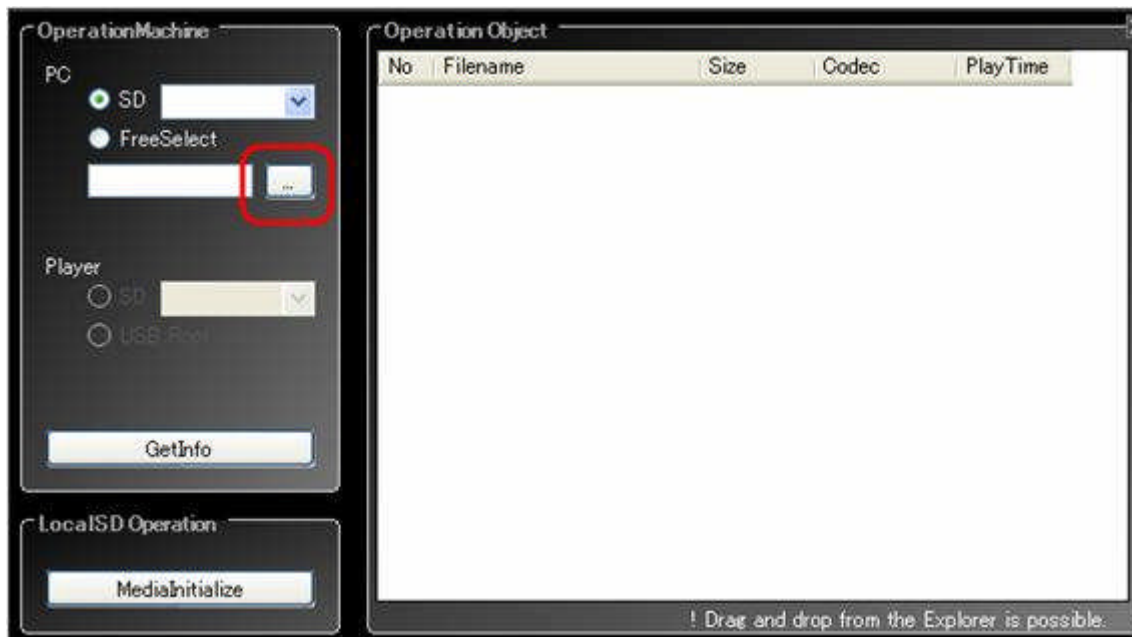 OperationMachine
PC
SD
FreeSelect
...
Player
SD
USB Root
GetInfo
LocalSD Operation
MediaInitialize
Operation Object
No Filename Size Codec PlayTime
! Drag and drop from the Explorer is possible.